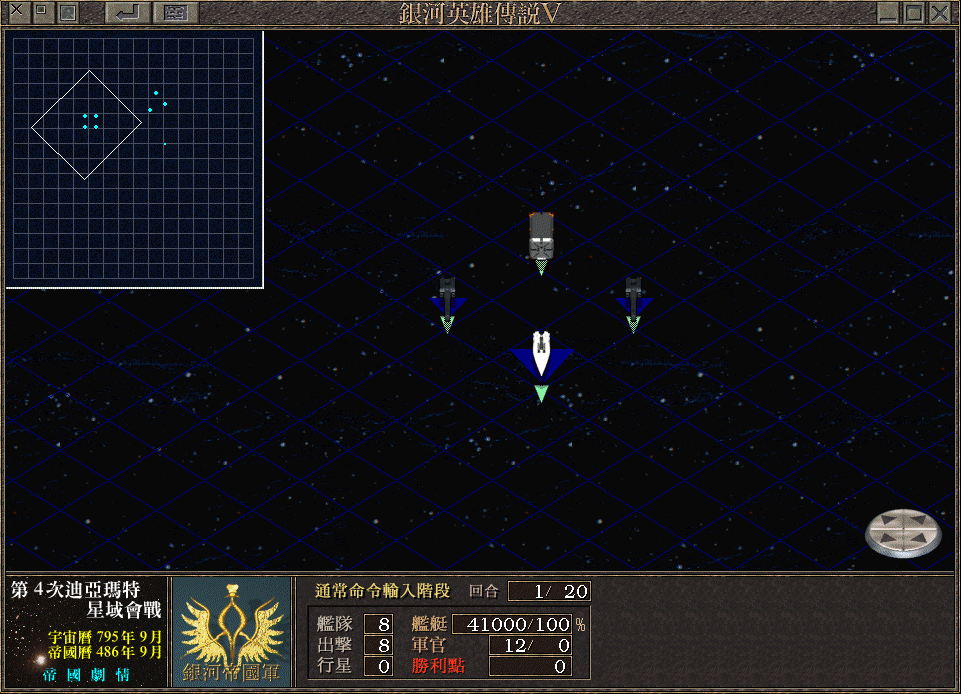 銀河英雄傳說V
第4次迪亞瑪特
星域會戰
宇宙曆 795年 9月
帝國曆 486年 9月
帝國劇情
銀河帝國軍
通常命令輸入階段 回合 1/ 20
艦隊 8 艦艇 41000/100%
出擊 8 軍官 12/ 0
行星 0 勝利點 0